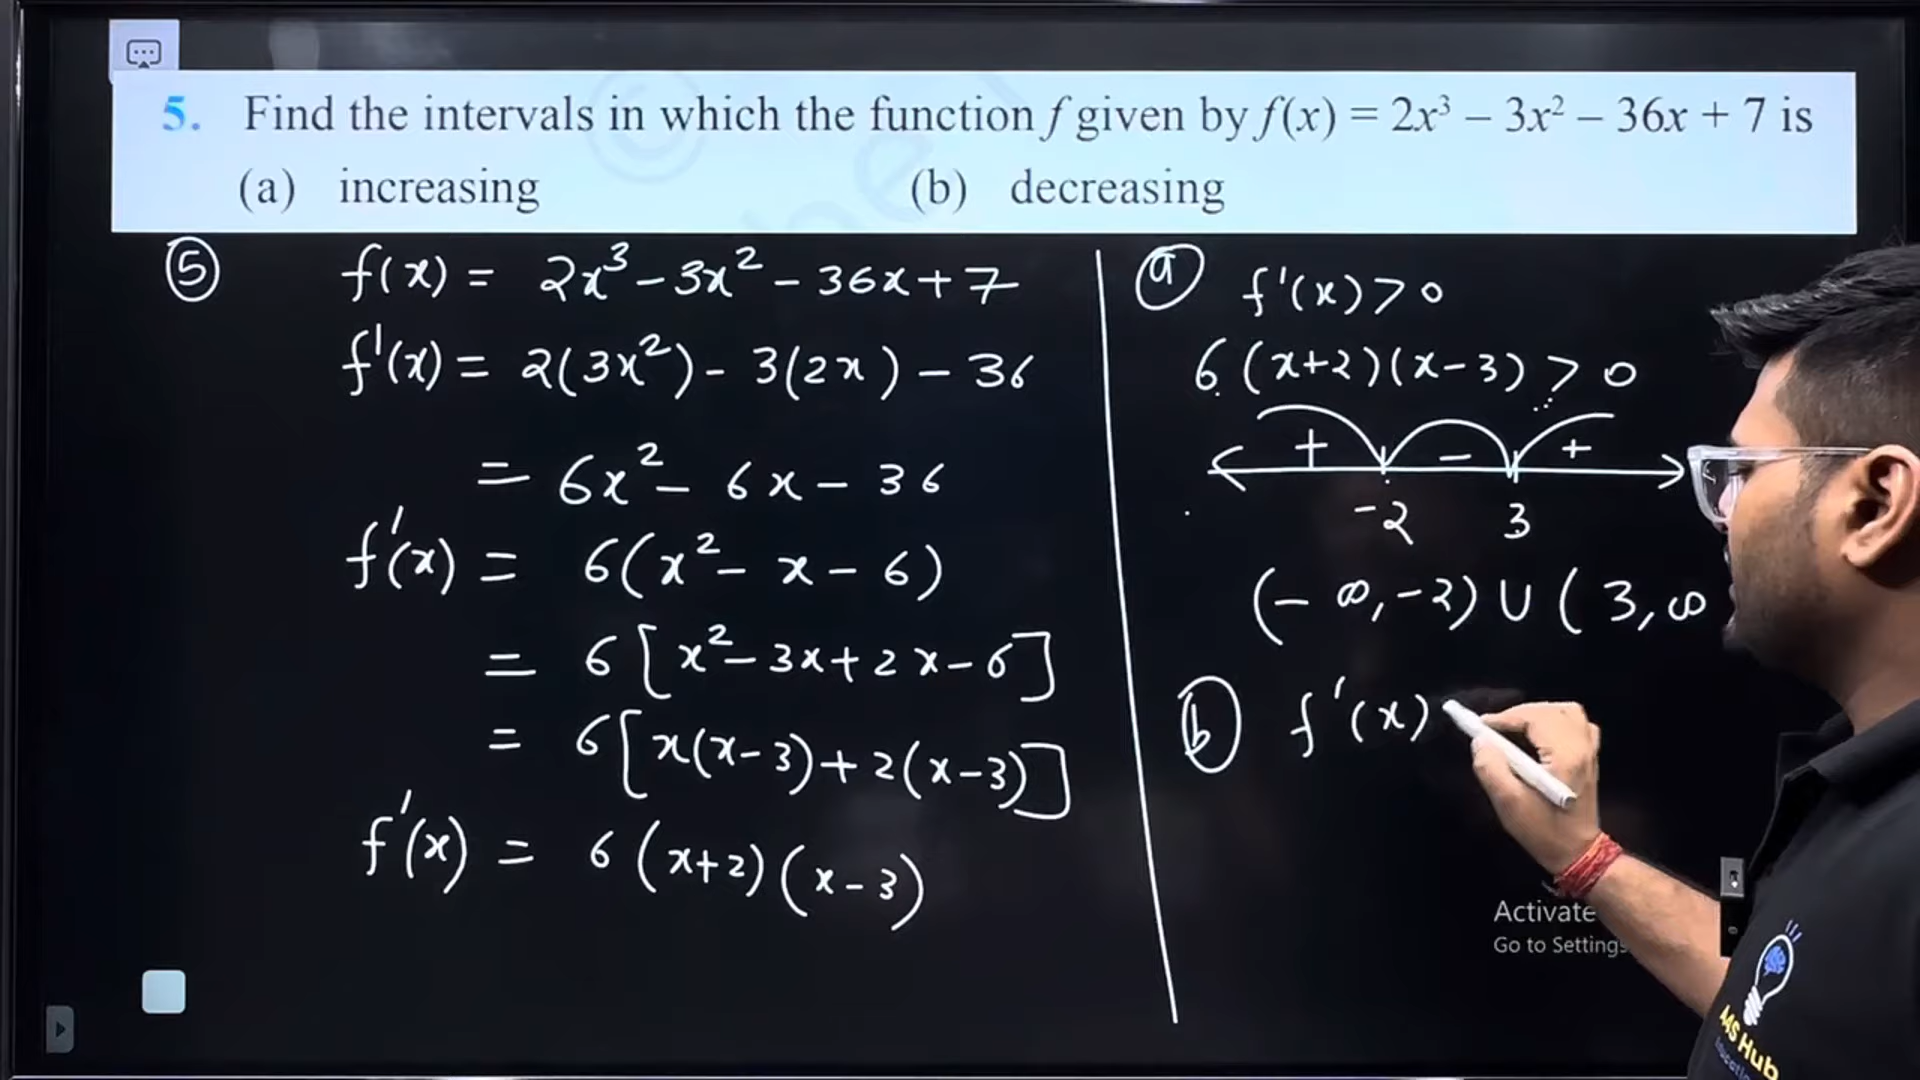 5. Find the intervals in which the function f given by f(x) = 2x³ – 3x² – 36x + 7 is
(a) increasing (b) decreasing
⑤ f(x) = 2x³ - 3x² - 36x + 7
f'(x) = 2(3x²) - 3(2x) - 36
= 6x² - 6x - 36
f'(x) = 6(x² - x - 6)
= 6[x² - 3x + 2x - 6]
= 6[x(x-3) + 2(x-3)]
f'(x) = 6(x+2)(x-3)
ⓐ f'(x) > 0
6(x+2)(x-3) > 0
+ - +
-2 3
(-∞, -2) ∪ (3, ∞
ⓑ f'(x)
Activate
Go to Settings
AAS Hub